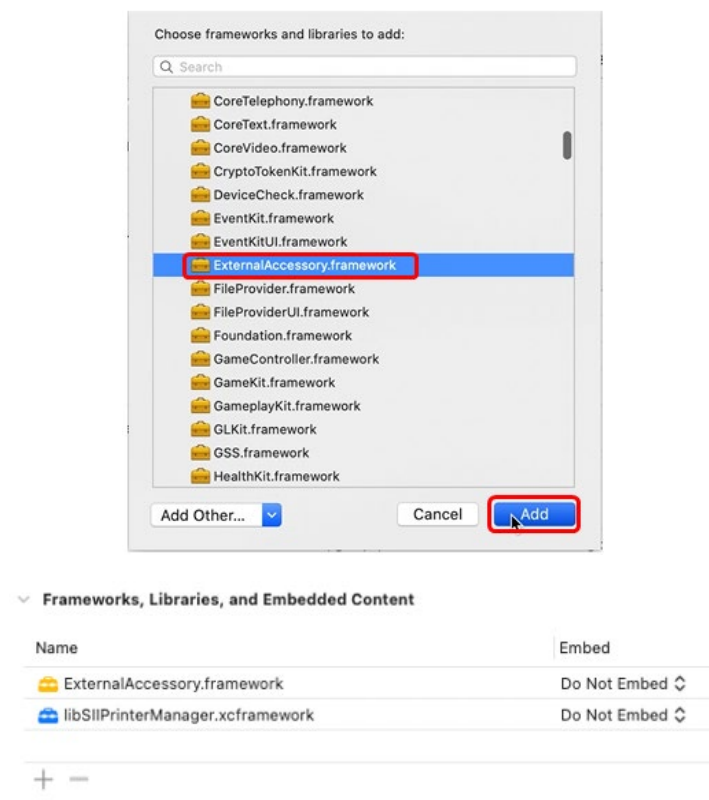 Choose frameworks and libraries to add:
Search
CoreTelephony.framework
CoreText.framework
CoreVideo.framework
CryptoTokenKit.framework
DeviceCheck.framework
EventKit.framework
EventKitUI.framework
ExternalAccessory.framework
FileProvider.framework
FileProviderUI.framework
Foundation.framework
GameController.framework
GameKit.framework
GameplayKit.framework
GLKit.framework
GSS.framework
HealthKit.framework
Add Other... Cancel Add
Frameworks, Libraries, and Embedded Content
Name Embed
ExternalAccessory.framework Do Not Embed
libSIIPrinterManager.xcframework Do Not Embed